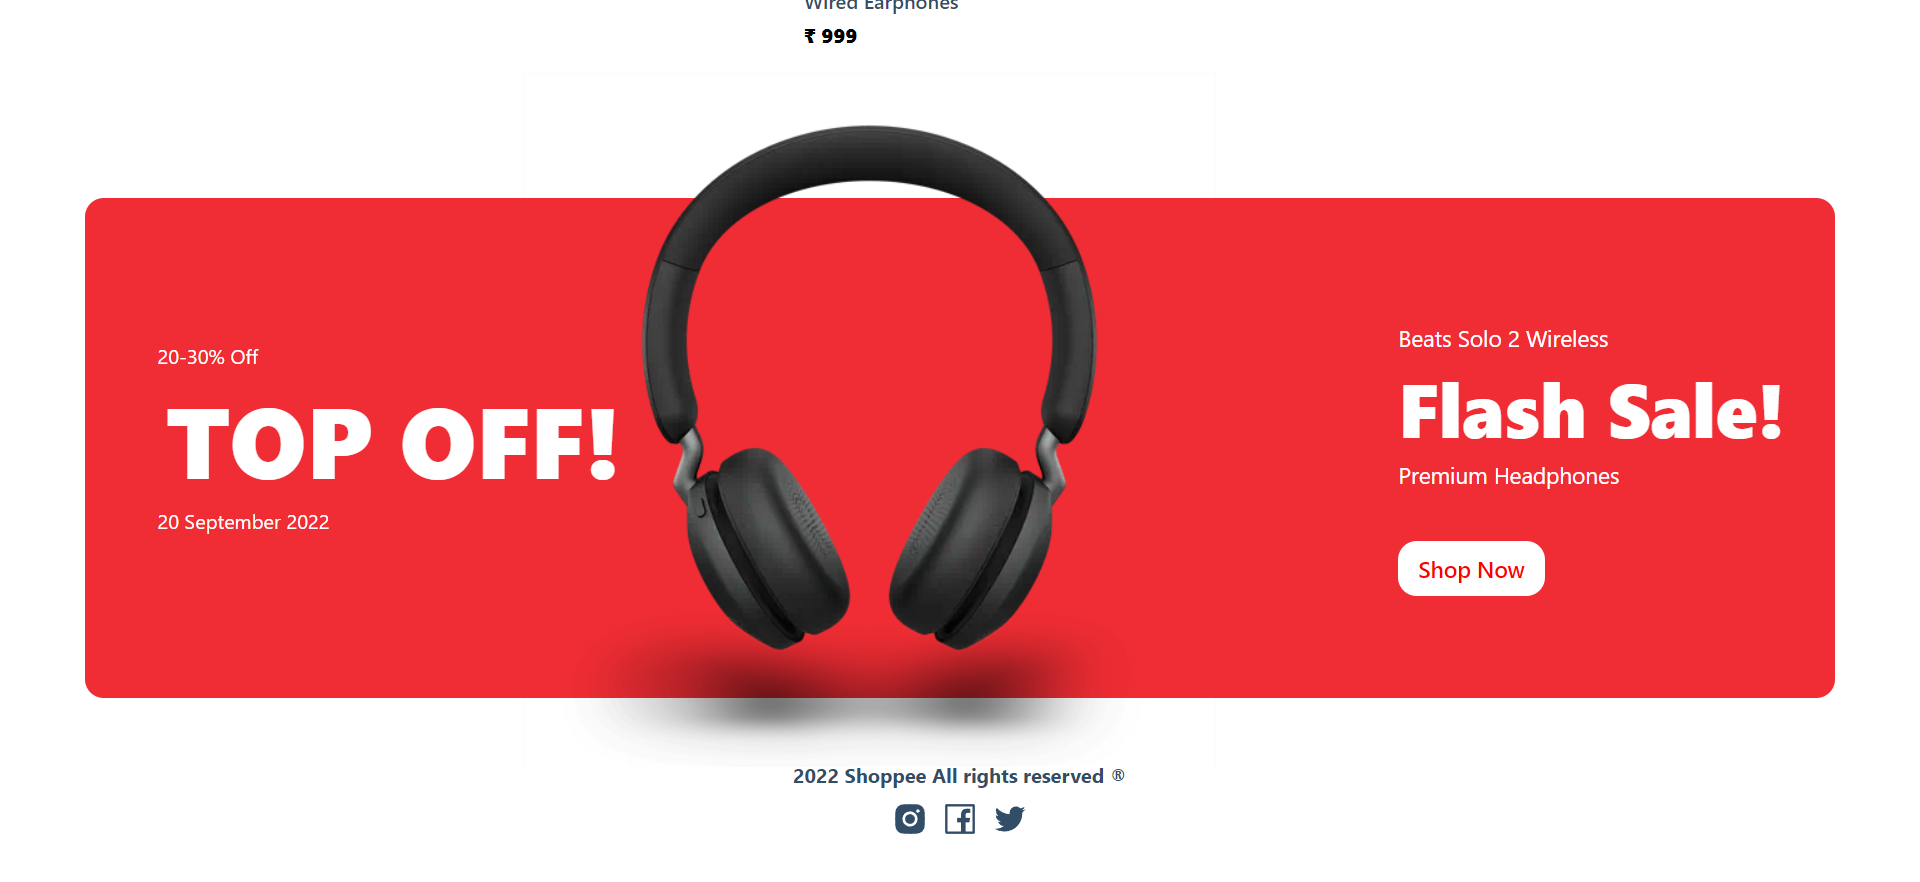 Wired Earphones
₹ 999
20-30% Off
TOP OFF!
20 September 2022
Beats Solo 2 Wireless
Flash Sale!
Premium Headphones
Shop Now
2022 Shoppee All rights reserved ®